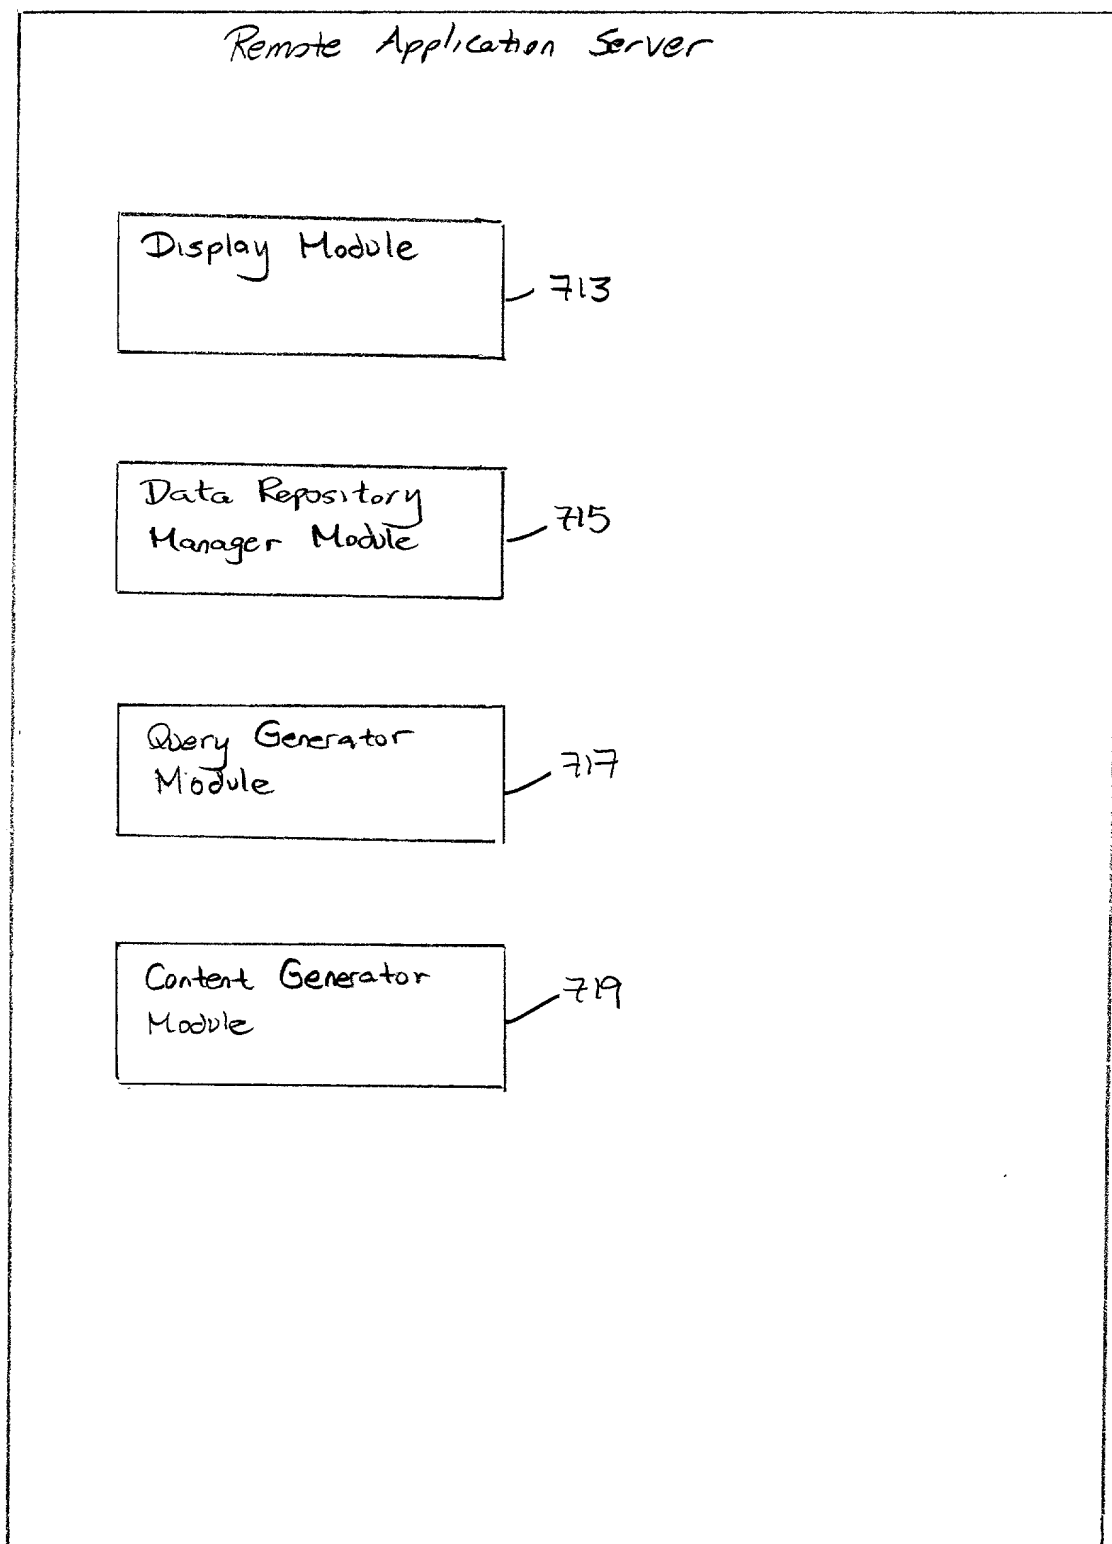 Remote Application Server
Display Module
713
Data Repository
Manager Module
715
Query Generator
Module
717
Content Generator
Module
719